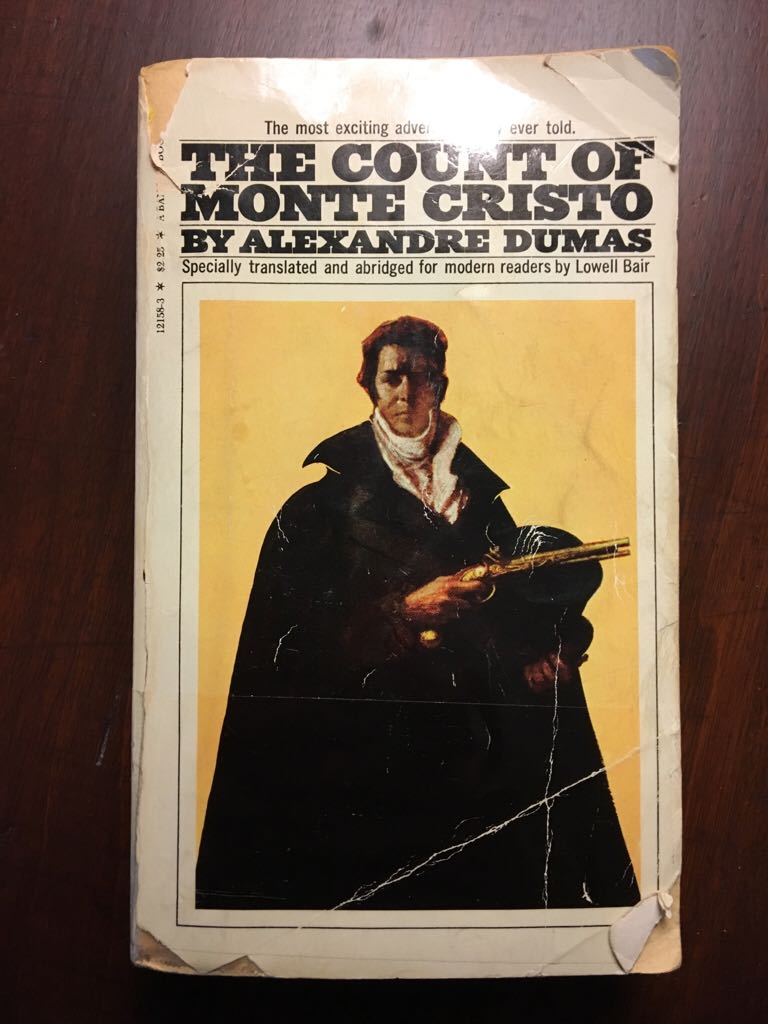 The most exciting ever told.
THE COUNT OF
MONTE CRISTO
BY ALEXANDRE DUMAS
Specially translated and abridged for modern readers by Lowell Bair
12158-3 * $2.25 * A